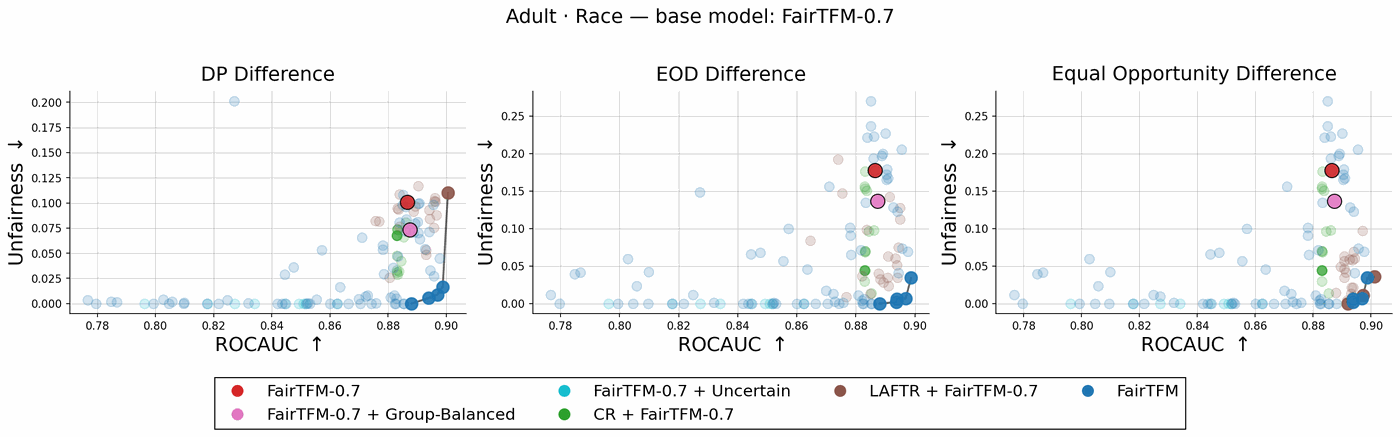 Adult · Race — base model: FairTFM-0.7
DP Difference
EOD Difference
Equal Opportunity Difference
Unfairness ↓
0.200
0.175
0.150
0.125
0.100
0.075
0.050
0.025
0.000
0.78 0.80 0.82 0.84 0.86 0.88 0.90
ROCAUC ↑
Unfairness ↓
0.25
0.20
0.15
0.10
0.05
0.00
0.78 0.80 0.82 0.84 0.86 0.88 0.90
ROCAUC ↑
Unfairness ↓
0.25
0.20
0.15
0.10
0.05
0.00
0.78 0.80 0.82 0.84 0.86 0.88 0.90
ROCAUC ↑
FairTFM-0.7
FairTFM-0.7 + Group-Balanced
FairTFM-0.7 + Uncertain
CR + FairTFM-0.7
LAFTR + FairTFM-0.7
FairTFM